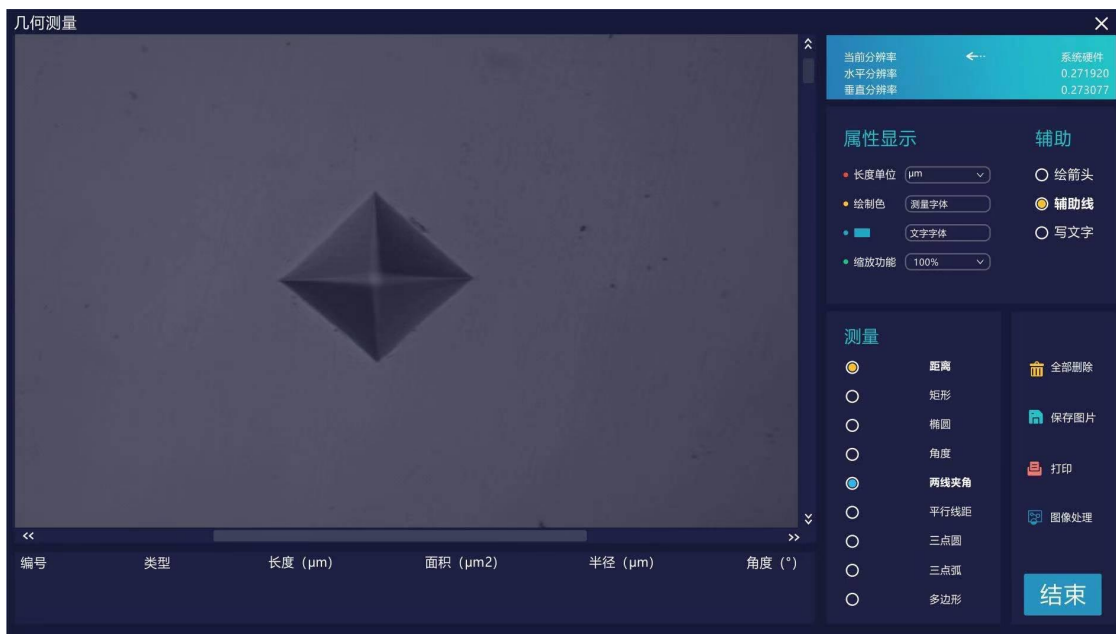 几何测量
当前分辨率 系统硬件
水平分辨率 0.271920
垂直分辨率 0.273077
属性显示
长度单位 μm
绘制色 测量字体
文字字体
缩放功能 100%
辅助
绘箭头
辅助线
写文字
测量
距离
矩形
椭圆
角度
两线夹角
平行线距
三点圆
三点弧
多边形
全部删除
保存图片
打印
图像处理
结束
编号 类型 长度（μm） 面积（μm2） 半径（μm） 角度（°）